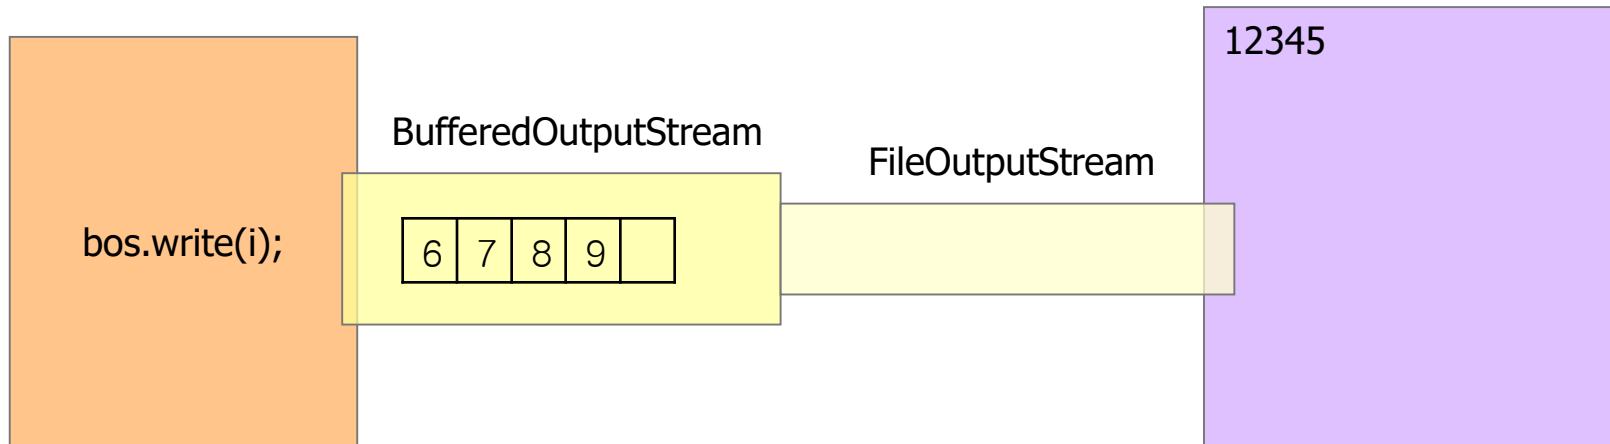 12345
BufferedOutputStream
FileOutputStream
bos.write(i);
6 7 8 9